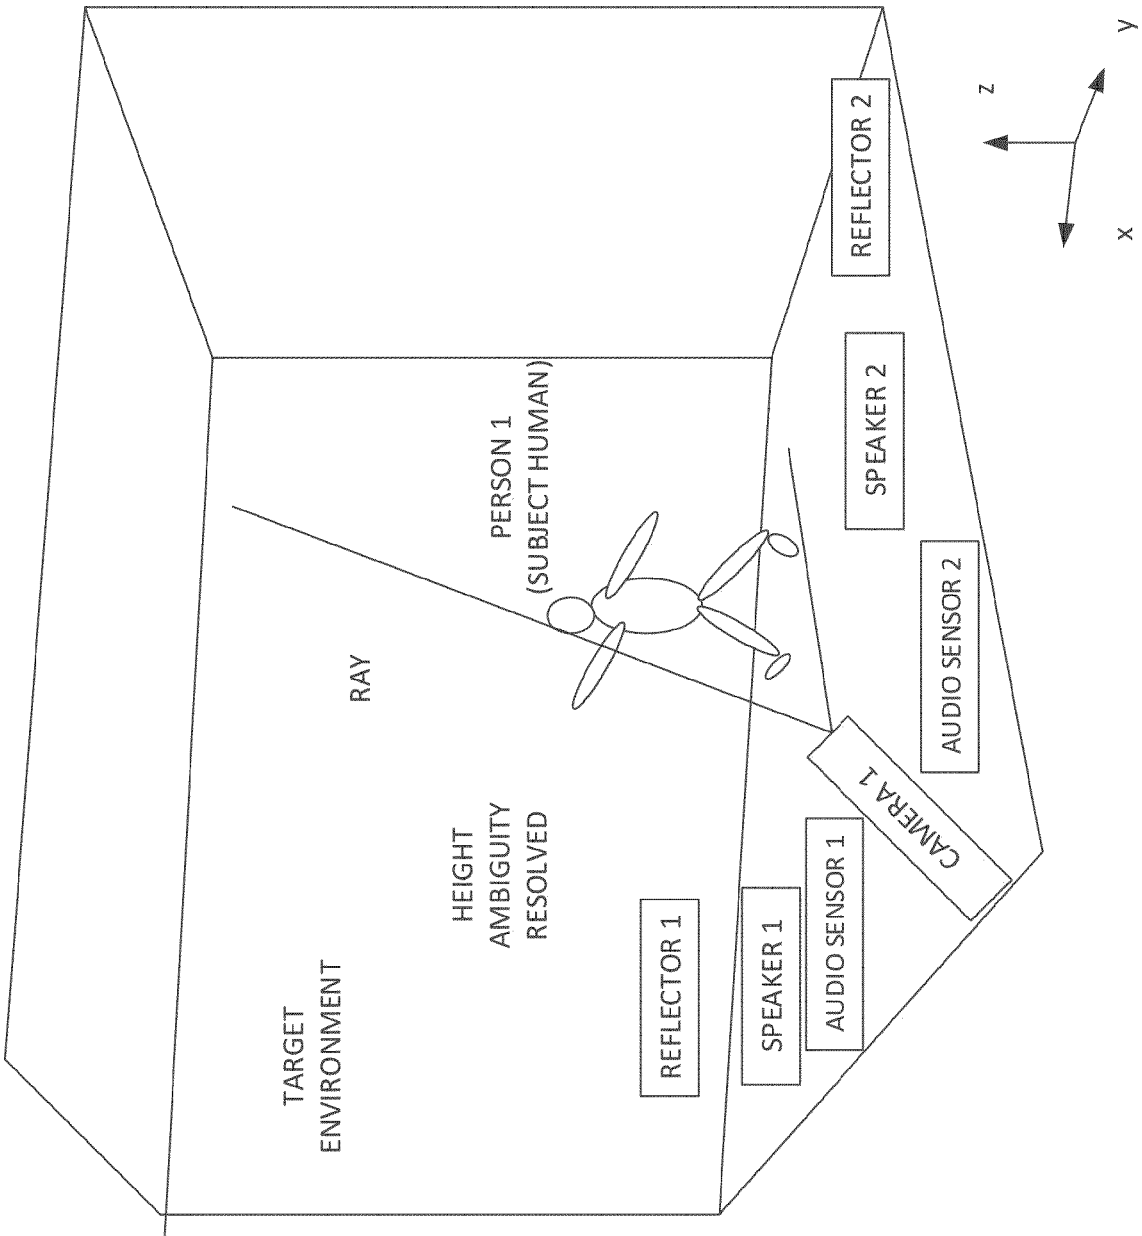 TARGET
ENVIRONMENT
RAY
HEIGHT
AMBIGUITY
RESOLVED
PERSON 1
(SUBJECT HUMAN)
REFLECTOR 1
SPEAKER 1
AUDIO SENSOR 1
CAMERA 1
AUDIO SENSOR 2
SPEAKER 2
REFLECTOR 2
z
x
y